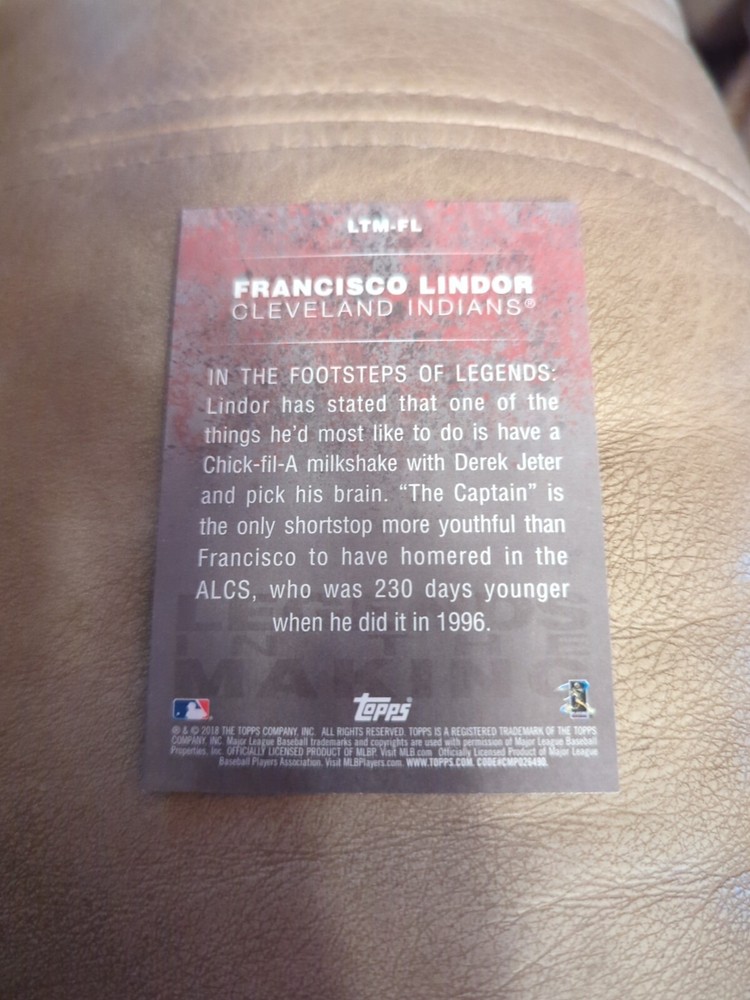 LTM-FL
FRANCISCO LINDOR
CLEVELAND INDIANS®
IN THE FOOTSTEPS OF LEGENDS:
Lindor has stated that one of the
things he'd most like to do is have a
Chick-fil-A milkshake with Derek Jeter
and pick his brain. “The Captain” is
the only shortstop more youthful than
Francisco to have homered in the
ALCS, who was 230 days younger
when he did it in 1996.
LEGENDS
IN THE
MAKING
topps
® & © 2018 THE TOPPS COMPANY, INC. ALL RIGHTS RESERVED. TOPPS IS A REGISTERED TRADEMARK OF THE TOPPS
COMPANY, INC. Major League Baseball trademarks and copyrights are used with permission of Major League Baseball
Properties, Inc. OFFICIALLY LICENSED PRODUCT OF MLBP. Visit MLB.com Officially Licensed Product of Major League
Baseball Players Association. Visit MLBPlayers.com. WWW.TOPPS.COM. CODE#CMP026490.